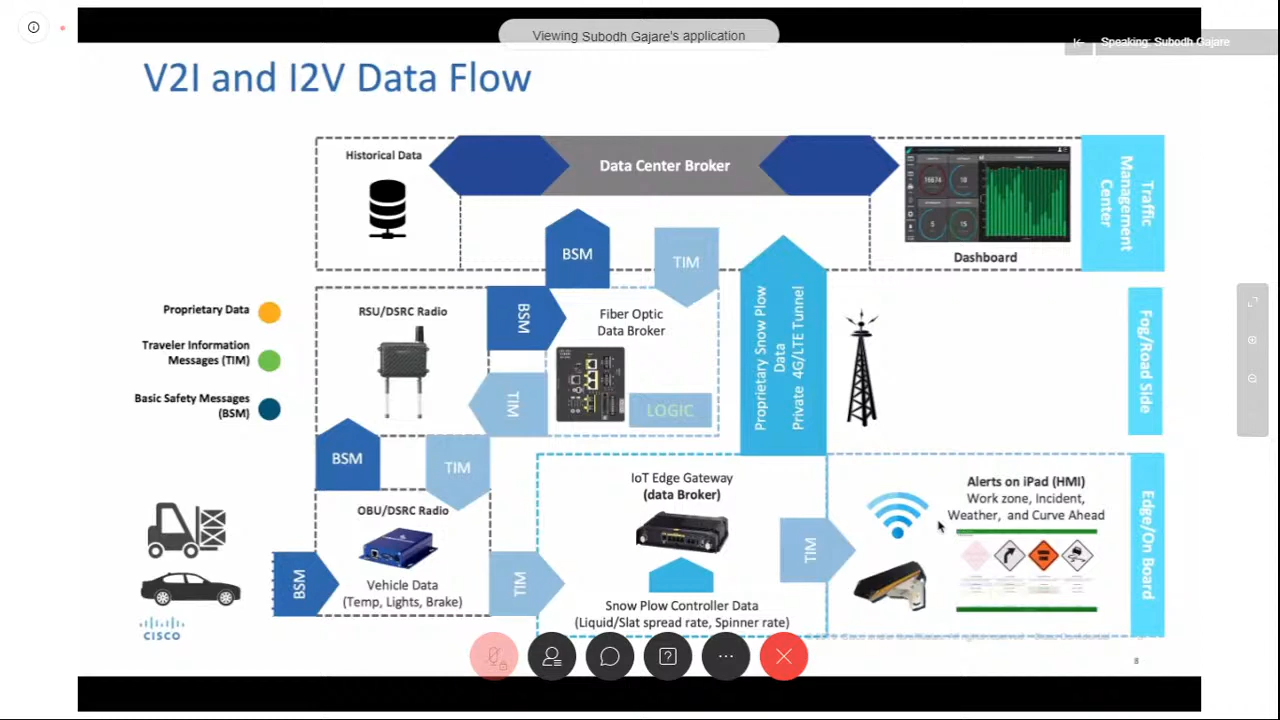 Viewing Subodh Gajare's application
Speaking: Subodh Gajare
V2I and I2V Data Flow
Historical Data
Data Center Broker
Dashboard
Traffic
Management
Center
BSM
TIM
Proprietary Data
Traveler Information
Messages (TIM)
Basic Safety Messages
(BSM)
RSU/DSRC Radio
BSM
TIM
Fiber Optic
Data Broker
LOGIC
Proprietary Snow Plow
Data
Private 4G/LTE Tunnel
Fog/Road Side
BSM
TIM
OBU/DSRC Radio
Vehicle Data
(Temp, Lights, Brake)
BSM
TIM
IoT Edge Gateway
(data Broker)
Snow Plow Controller Data
(Liquid/Slat spread rate, Spinner rate)
TIM
Alerts on iPad (HMI)
Work zone, Incident,
Weather, and Curve Ahead
Edge/On Board
CISCO
8